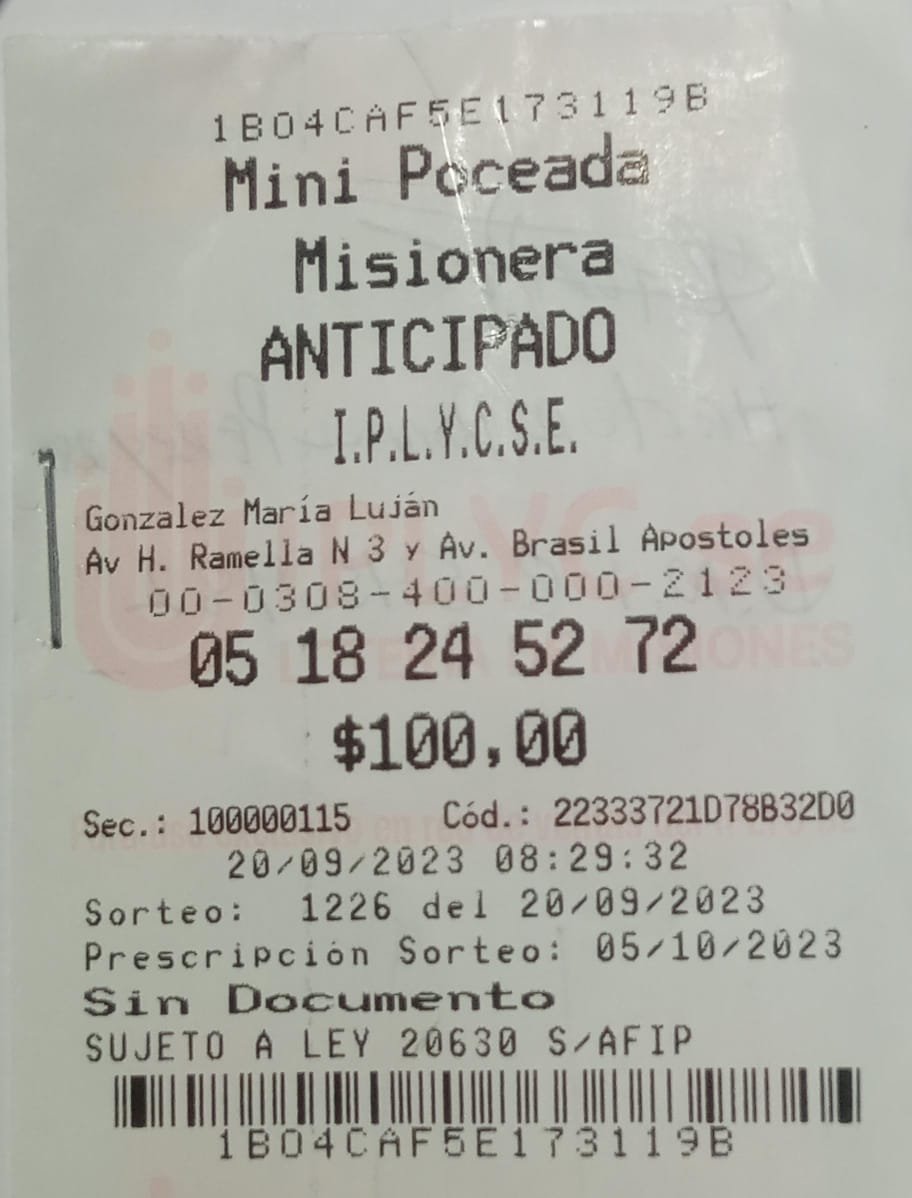 1B04CAF5E173119B
Mini Poceada
Misionera
ANTICIPADO
I.P.L.Y.C.S.E.
Gonzalez María Luján
Av H. Ramella N 3 y Av. Brasil Apostoles
00-0308-400-000-2123
05 18 24 52 72
$100,00
Sec.: 100000115 Cód.: 22333721D78B32D0
20/09/2023 08:29:32
Sorteo: 1226 del 20/09/2023
Prescripción Sorteo: 05/10/2023
Sin Documento
SUJETO A LEY 20630 S/AFIP
1B04CAF5E173119B